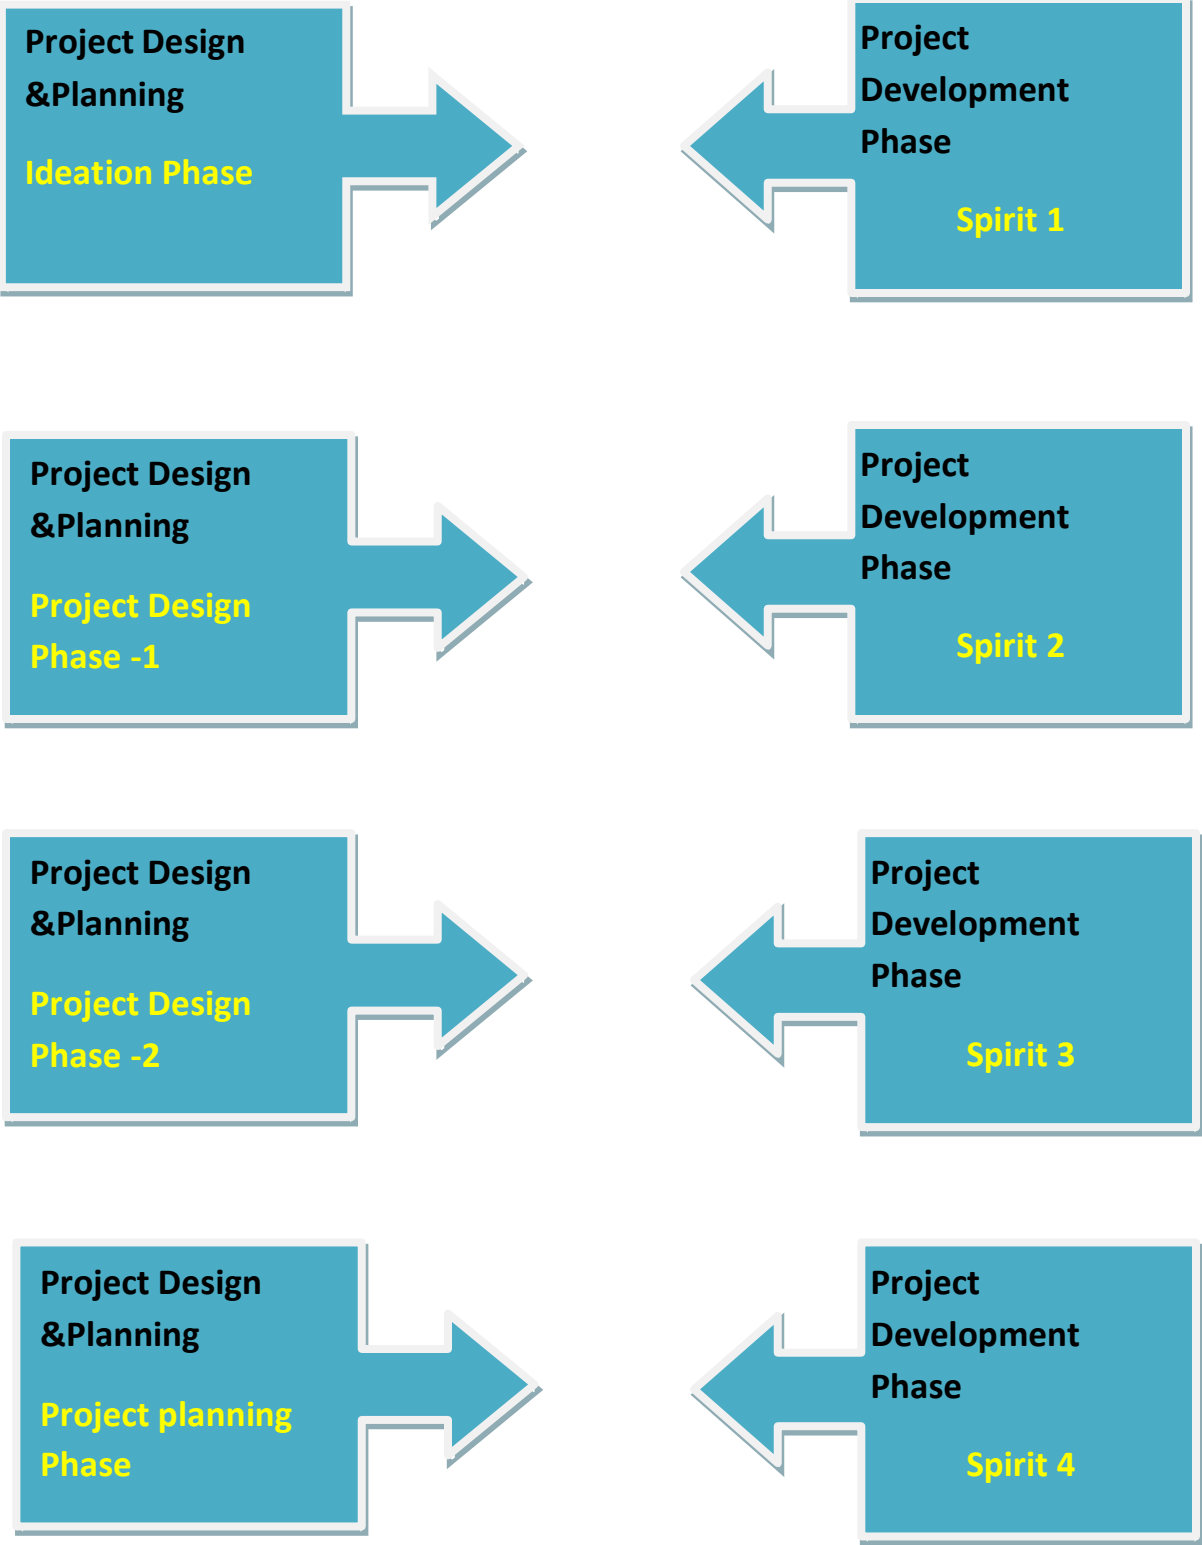 Project Design
&Planning
Ideation Phase
Project
Development
Phase
Spirit 1
Project Design
&Planning
Project Design
Phase -1
Project
Development
Phase
Spirit 2
Project Design
&Planning
Project Design
Phase -2
Project
Development
Phase
Spirit 3
Project Design
&Planning
Project planning
Phase
Project
Development
Phase
Spirit 4